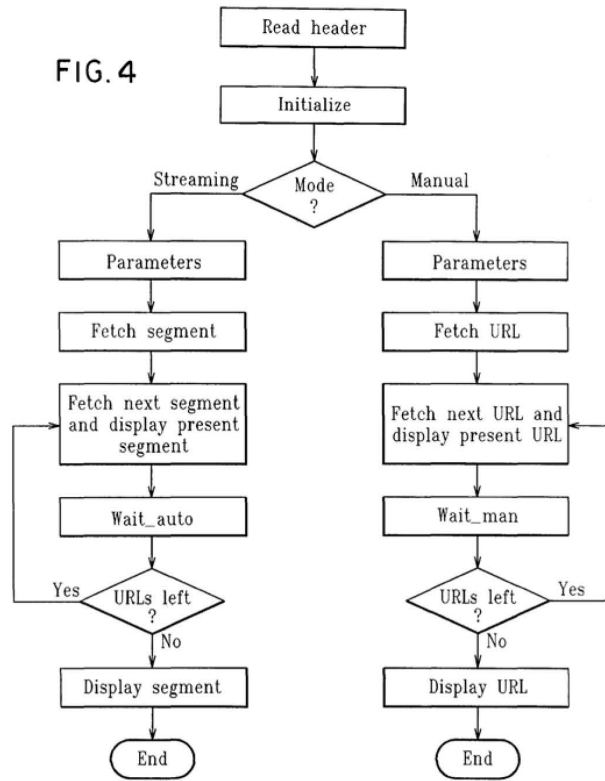 Read header
FIG. 4
Initialize
Streaming
Mode
?
Manual
Parameters
Fetch segment
Fetch next segment
and display present
segment
Wait_auto
Yes
URLs left
?
No
Display segment
End
Parameters
Fetch URL
Fetch next URL and
display present URL
Wait_man
URLs left
?
Yes
No
Display URL
End